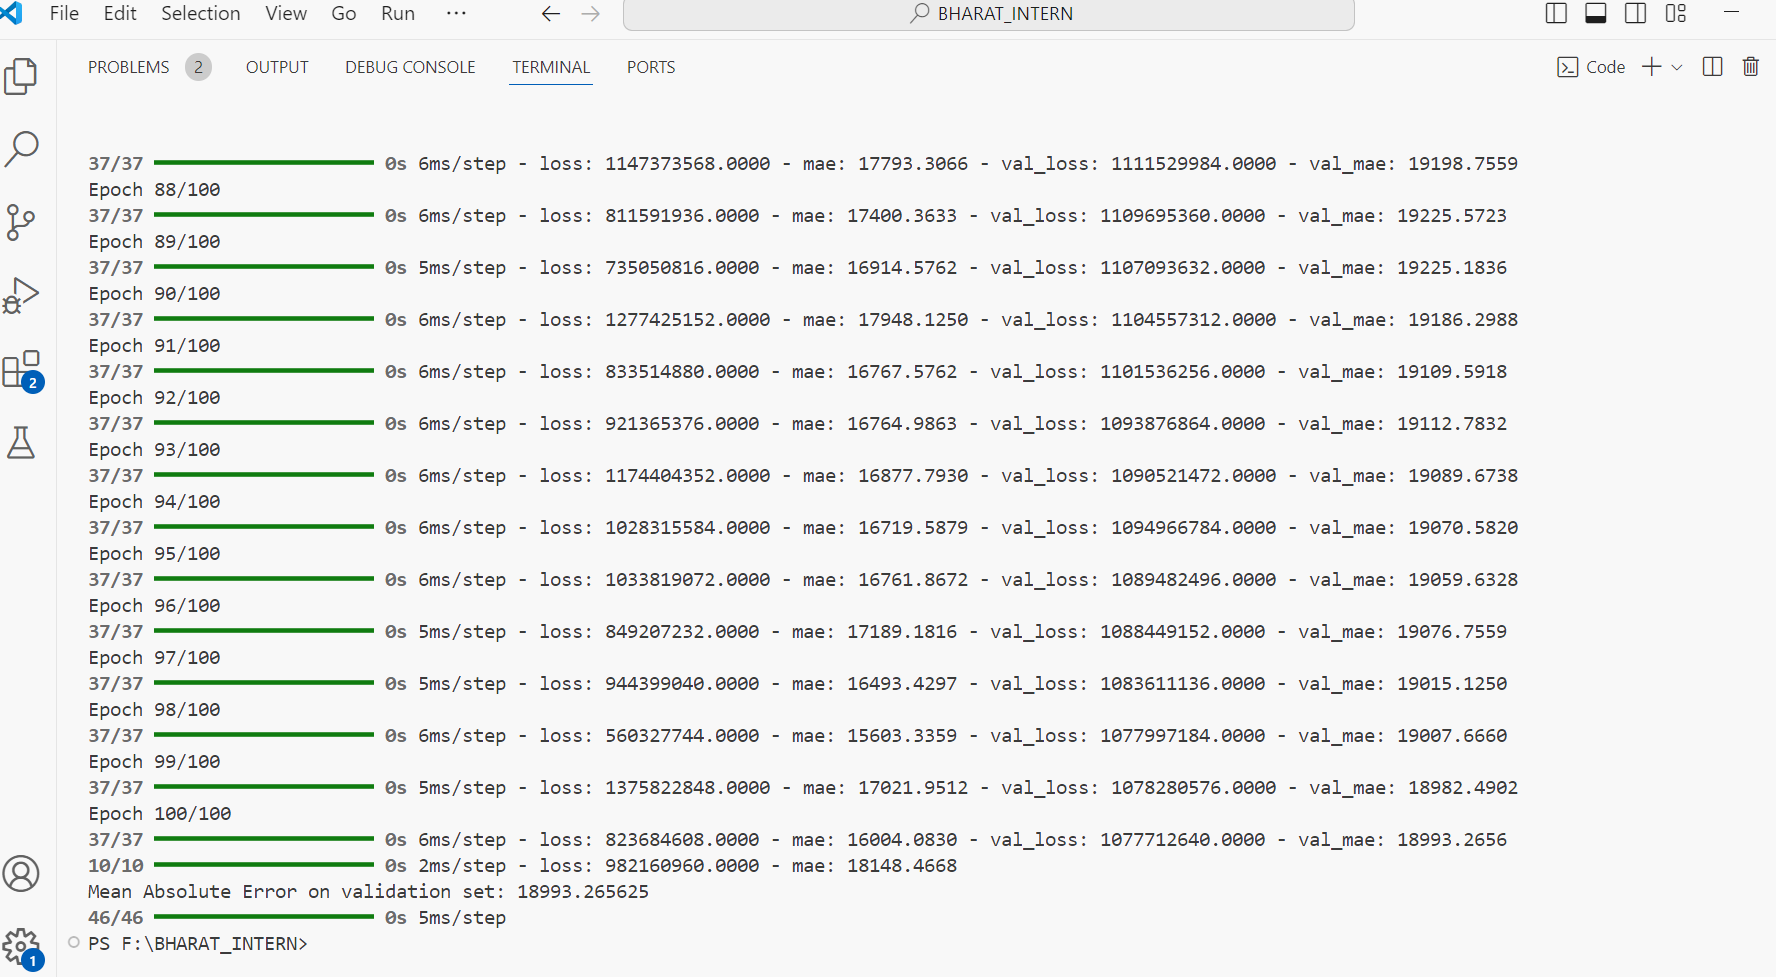 File Edit Selection View Go Run ... BHARAT_INTERN
PROBLEMS 2 OUTPUT DEBUG CONSOLE TERMINAL PORTS Code
37/37 0s 6ms/step - loss: 1147373568.0000 - mae: 17793.3066 - val_loss: 1111529984.0000 - val_mae: 19198.7559
Epoch 88/100
37/37 0s 6ms/step - loss: 811591936.0000 - mae: 17400.3633 - val_loss: 1109695360.0000 - val_mae: 19225.5723
Epoch 89/100
37/37 0s 5ms/step - loss: 735050816.0000 - mae: 16914.5762 - val_loss: 1107093632.0000 - val_mae: 19225.1836
Epoch 90/100
37/37 0s 6ms/step - loss: 1277425152.0000 - mae: 17948.1250 - val_loss: 1104557312.0000 - val_mae: 19186.2988
Epoch 91/100
37/37 0s 6ms/step - loss: 833514880.0000 - mae: 16767.5762 - val_loss: 1101536256.0000 - val_mae: 19109.5918
Epoch 92/100
37/37 0s 6ms/step - loss: 921365376.0000 - mae: 16764.9863 - val_loss: 1093876864.0000 - val_mae: 19112.7832
Epoch 93/100
37/37 0s 6ms/step - loss: 1174404352.0000 - mae: 16877.7930 - val_loss: 1090521472.0000 - val_mae: 19089.6738
Epoch 94/100
37/37 0s 6ms/step - loss: 1028315584.0000 - mae: 16719.5879 - val_loss: 1094966784.0000 - val_mae: 19070.5820
Epoch 95/100
37/37 0s 6ms/step - loss: 1033819072.0000 - mae: 16761.8672 - val_loss: 1089482496.0000 - val_mae: 19059.6328
Epoch 96/100
37/37 0s 5ms/step - loss: 849207232.0000 - mae: 17189.1816 - val_loss: 1088449152.0000 - val_mae: 19076.7559
Epoch 97/100
37/37 0s 5ms/step - loss: 944399040.0000 - mae: 16493.4297 - val_loss: 1083611136.0000 - val_mae: 19015.1250
Epoch 98/100
37/37 0s 6ms/step - loss: 560327744.0000 - mae: 15603.3359 - val_loss: 1077997184.0000 - val_mae: 19007.6660
Epoch 99/100
37/37 0s 5ms/step - loss: 1375822848.0000 - mae: 17021.9512 - val_loss: 1078280576.0000 - val_mae: 18982.4902
Epoch 100/100
37/37 0s 6ms/step - loss: 823684608.0000 - mae: 16004.0830 - val_loss: 1077712640.0000 - val_mae: 18993.2656
10/10 0s 2ms/step - loss: 982160960.0000 - mae: 18148.4668
Mean Absolute Error on validation set: 18993.265625
46/46 0s 5ms/step
PS F:\BHARAT_INTERN>
2
1